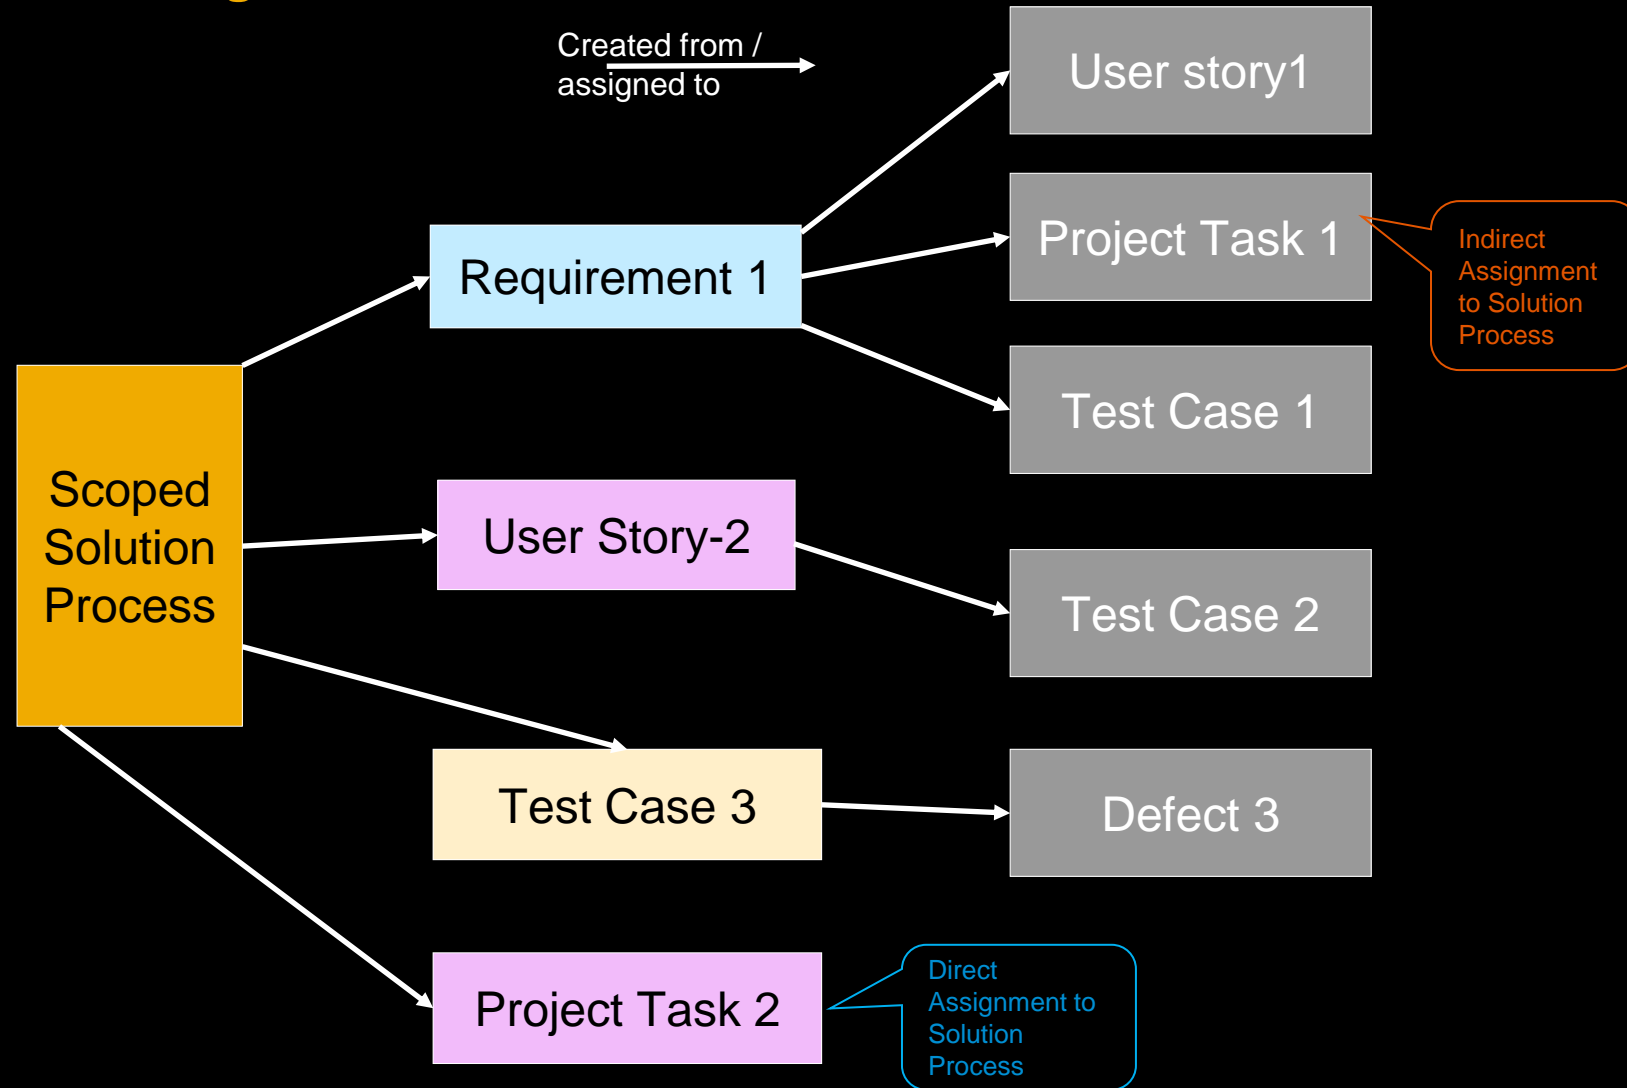 Created from /
assigned to
User story1
Project Task 1
Indirect
Assignment
to Solution
Process
Requirement 1
Test Case 1
Scoped
Solution
Process
User Story-2
Test Case 2
Test Case 3
Defect 3
Project Task 2
Direct
Assignment to
Solution
Process